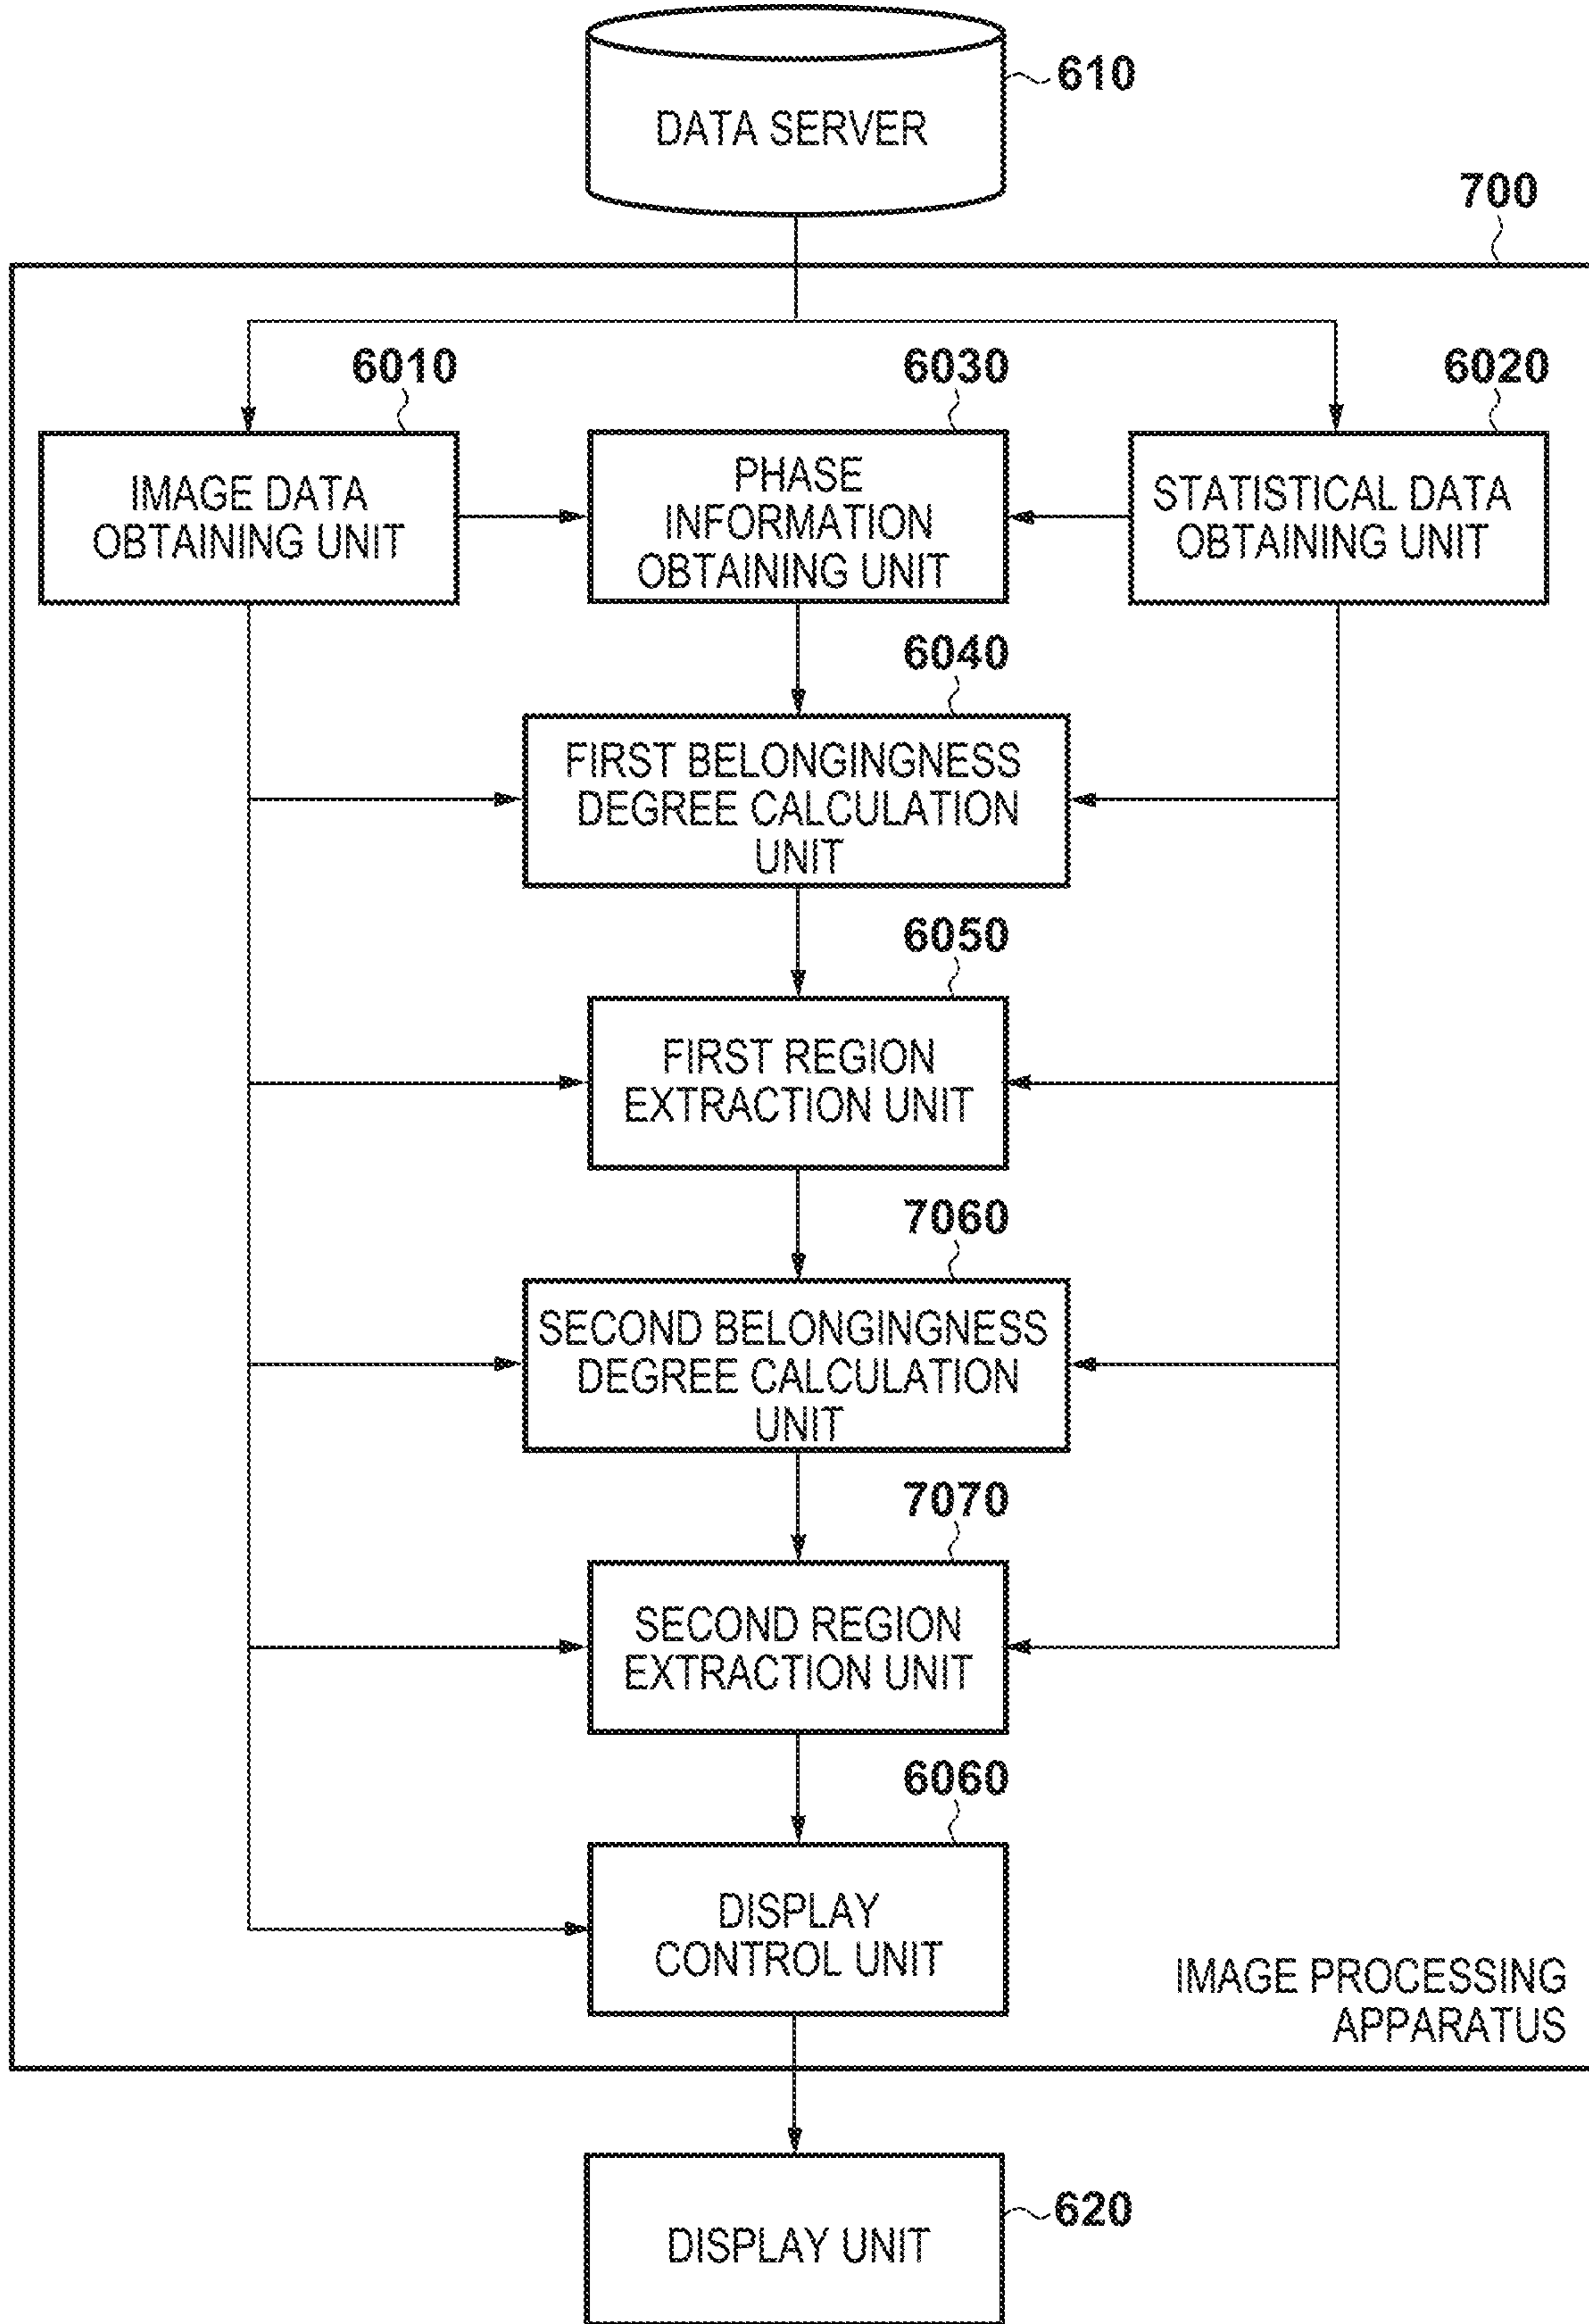 610
DATA SERVER
700
6010
6030
6020
IMAGE DATA
OBTAINING UNIT
PHASE
INFORMATION
OBTAINING UNIT
STATISTICAL DATA
OBTAINING UNIT
6040
FIRST BELONGINGNESS
DEGREE CALCULATION
UNIT
6050
FIRST REGION
EXTRACTION UNIT
7060
SECOND BELONGINGNESS
DEGREE CALCULATION
UNIT
7070
SECOND REGION
EXTRACTION UNIT
6060
DISPLAY
CONTROL UNIT
IMAGE PROCESSING
APPARATUS
620
DISPLAY UNIT